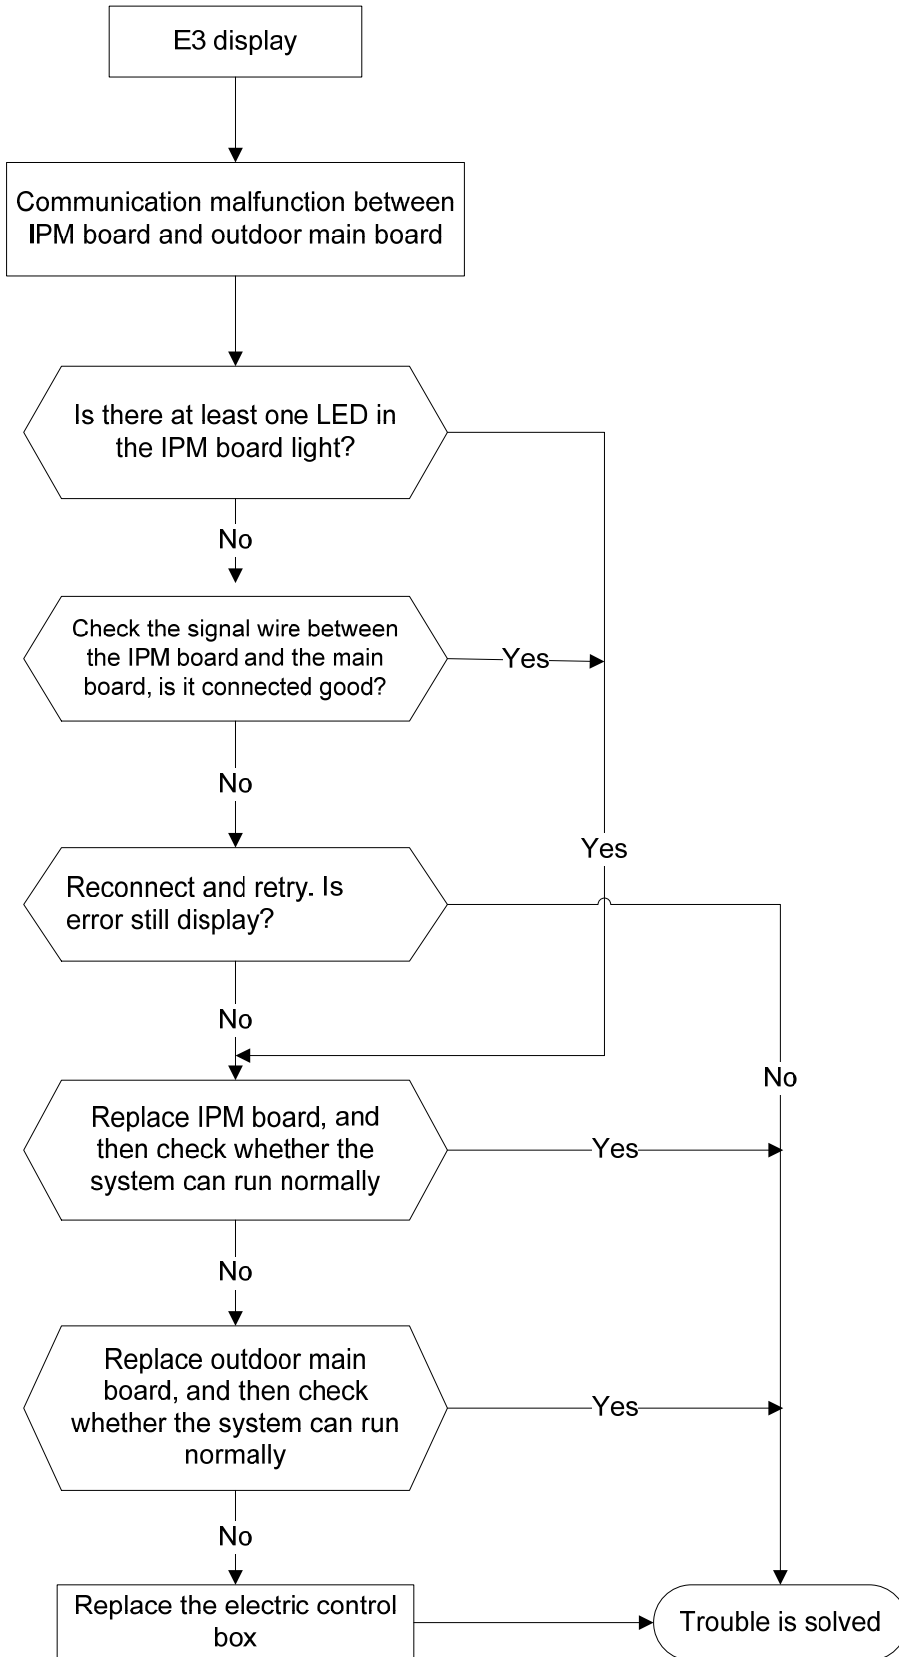 E3 display
Communication malfunction between
IPM board and outdoor main board
Is there at least one LED in
the IPM board light?
No
Check the signal wire between
the IPM board and the main
board, is it connected good?
Yes
No
Yes
Reconnect and retry. Is
error still display?
No
No
Replace IPM board, and
then check whether the
system can run normally
Yes
No
Replace outdoor main
board, and then check
whether the system can run
normally
Yes
No
Replace the electric control
box
Trouble is solved